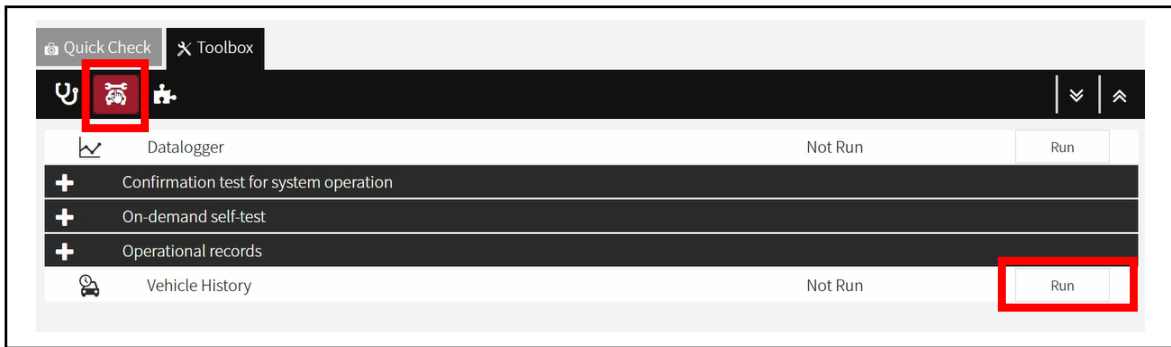 Quick Check Toolbox
Datalogger Not Run Run
Confirmation test for system operation
On-demand self-test
Operational records
Vehicle History Not Run Run